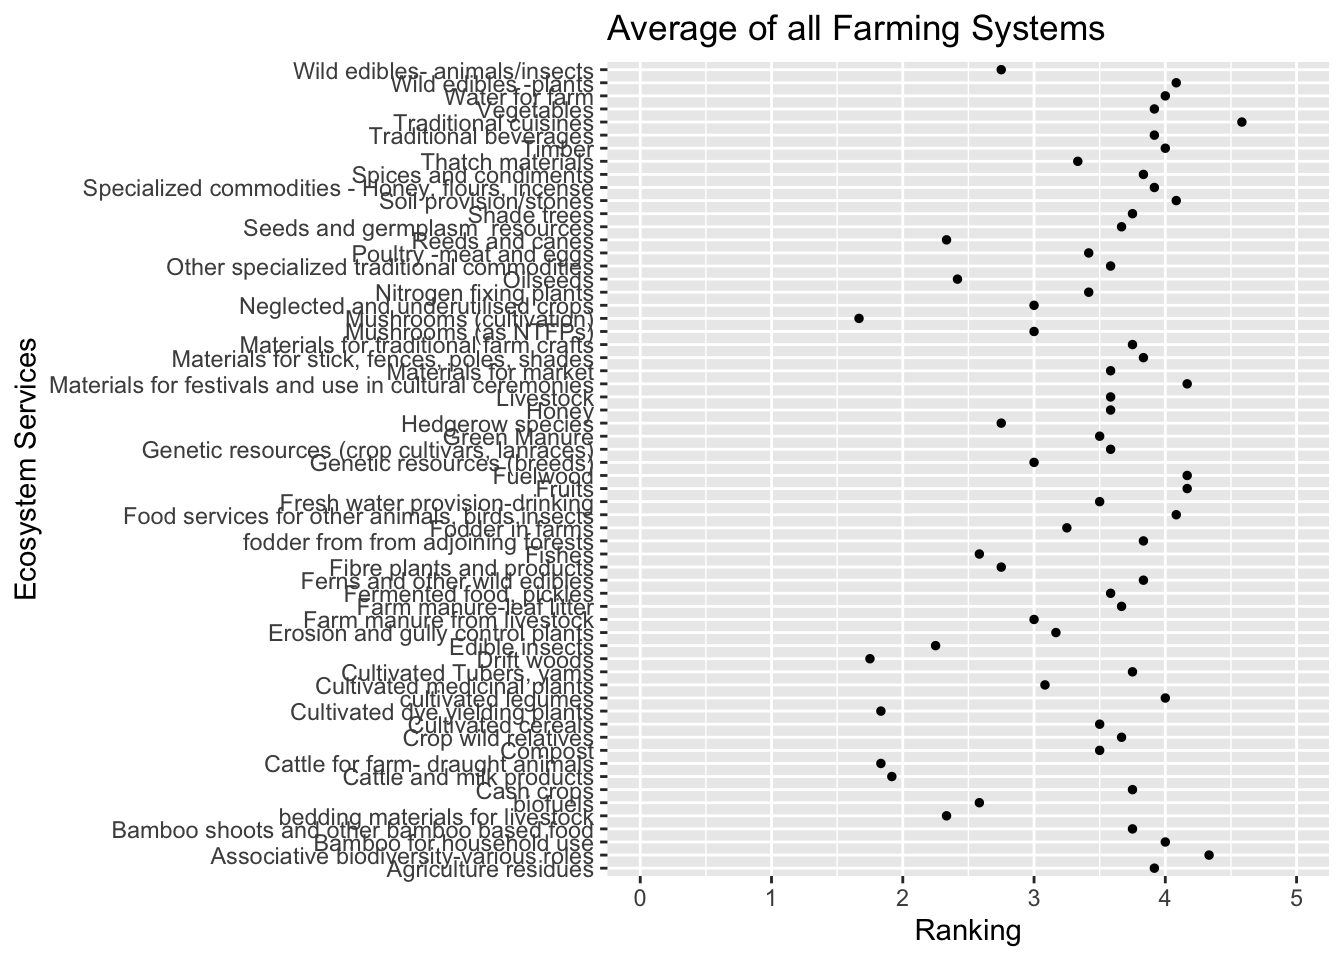 Average of all Farming Systems
Wild edibles- animals/insects
Wild edibles -plants
Water for farm
Vegetables
Traditional cuisines
Traditional beverages
Timber
Thatch materials
Spices and condiments
Specialized commodities - Honey, flours, incense
Soil provision/stones
Shade trees
Seeds and germplasm  resources
Reeds and canes
Poultry -meat and eggs
Other specialized traditional commodities
Oilseeds
Nitrogen fixing plants
Neglected and underutilised crops
Mushrooms (cultivation)
Mushrooms (as NTFPs)
Materials for traditional farm crafts
Materials for stick, fences, poles, shades
Materials for market
Materials for festivals and use in cultural ceremonies
Livestock
Honey
Hedgerow species
Green Manure
Genetic resources (crop cultivars, lanraces)
Genetic resources (breeds)
Fuelwood
Fruits
Fresh water provision-drinking
Food services for other animals, birds insects
Fodder in farms
fodder from from adjoining forests
Fishes
Fibre plants and products
Ferns and other wild edibles
Fermented food, pickles
Farm manure-leaf litter
Farm manure from livestock
Erosion and gully control plants
Edible insects
Drift woods
Cultivated Tubers, yams
Cultivated medicinal plants
cultivated legumes
Cultivated dye yielding plants
Cultivated cereals
Crop wild relatives
Compost
Cattle for farm- draught animals
Cattle and milk products
Cash crops
biofuels
bedding materials for livestock
Bamboo shoots and other bamboo based food
Bamboo for household use
Associative biodiversity-various roles
Agriculture residues
Ecosystem Services
0 1 2 3 4 5
Ranking